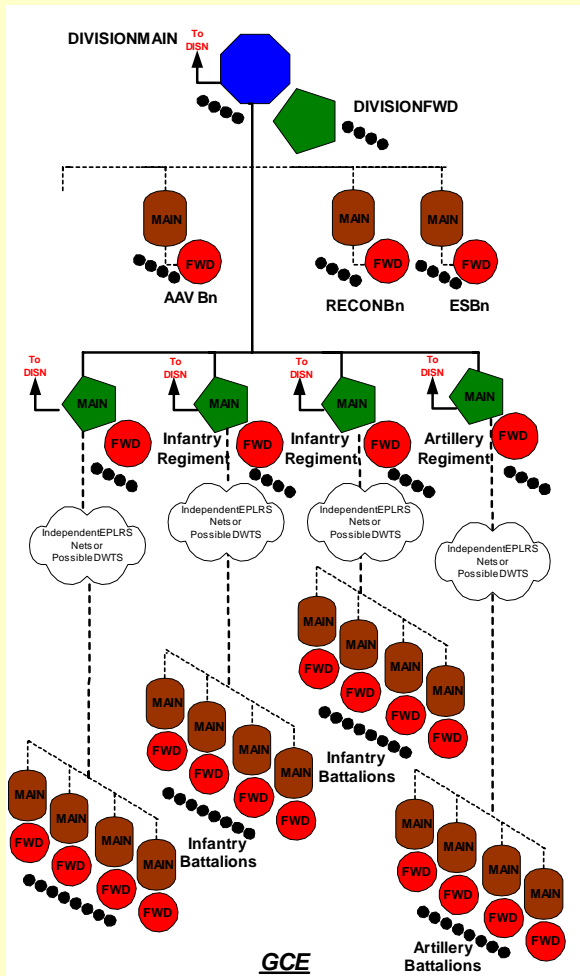 DIVISIONMAIN
To
DISN
DIVISIONFWD
MAIN
MAIN
MAIN
FWD
FWD
FWD
AAV Bn
RECONBn
ESBn
To
DISN
To
DISN
To
DISN
To
DISN
MAIN
MAIN
MAIN
MAIN
FWD
FWD
FWD
FWD
Infantry
Regiment
Infantry
Regiment
Artillery
Regiment
IndependentEPLRS
Nets or
Possible DWTS
IndependentEPLRS
Nets or
Possible DWTS
IndependentEPLRS
Nets or
Possible DWTS
IndependentEPLRS
Nets or
Possible DWTS
MAIN
MAIN
MAIN
MAIN
FWD
FWD
FWD
FWD
Infantry
Battalions
MAIN
MAIN
MAIN
MAIN
FWD
FWD
FWD
FWD
Infantry
Battalions
MAIN
MAIN
MAIN
MAIN
FWD
FWD
FWD
FWD
MAIN
MAIN
MAIN
MAIN
FWD
FWD
FWD
FWD
Artillery
Battalions
GCE